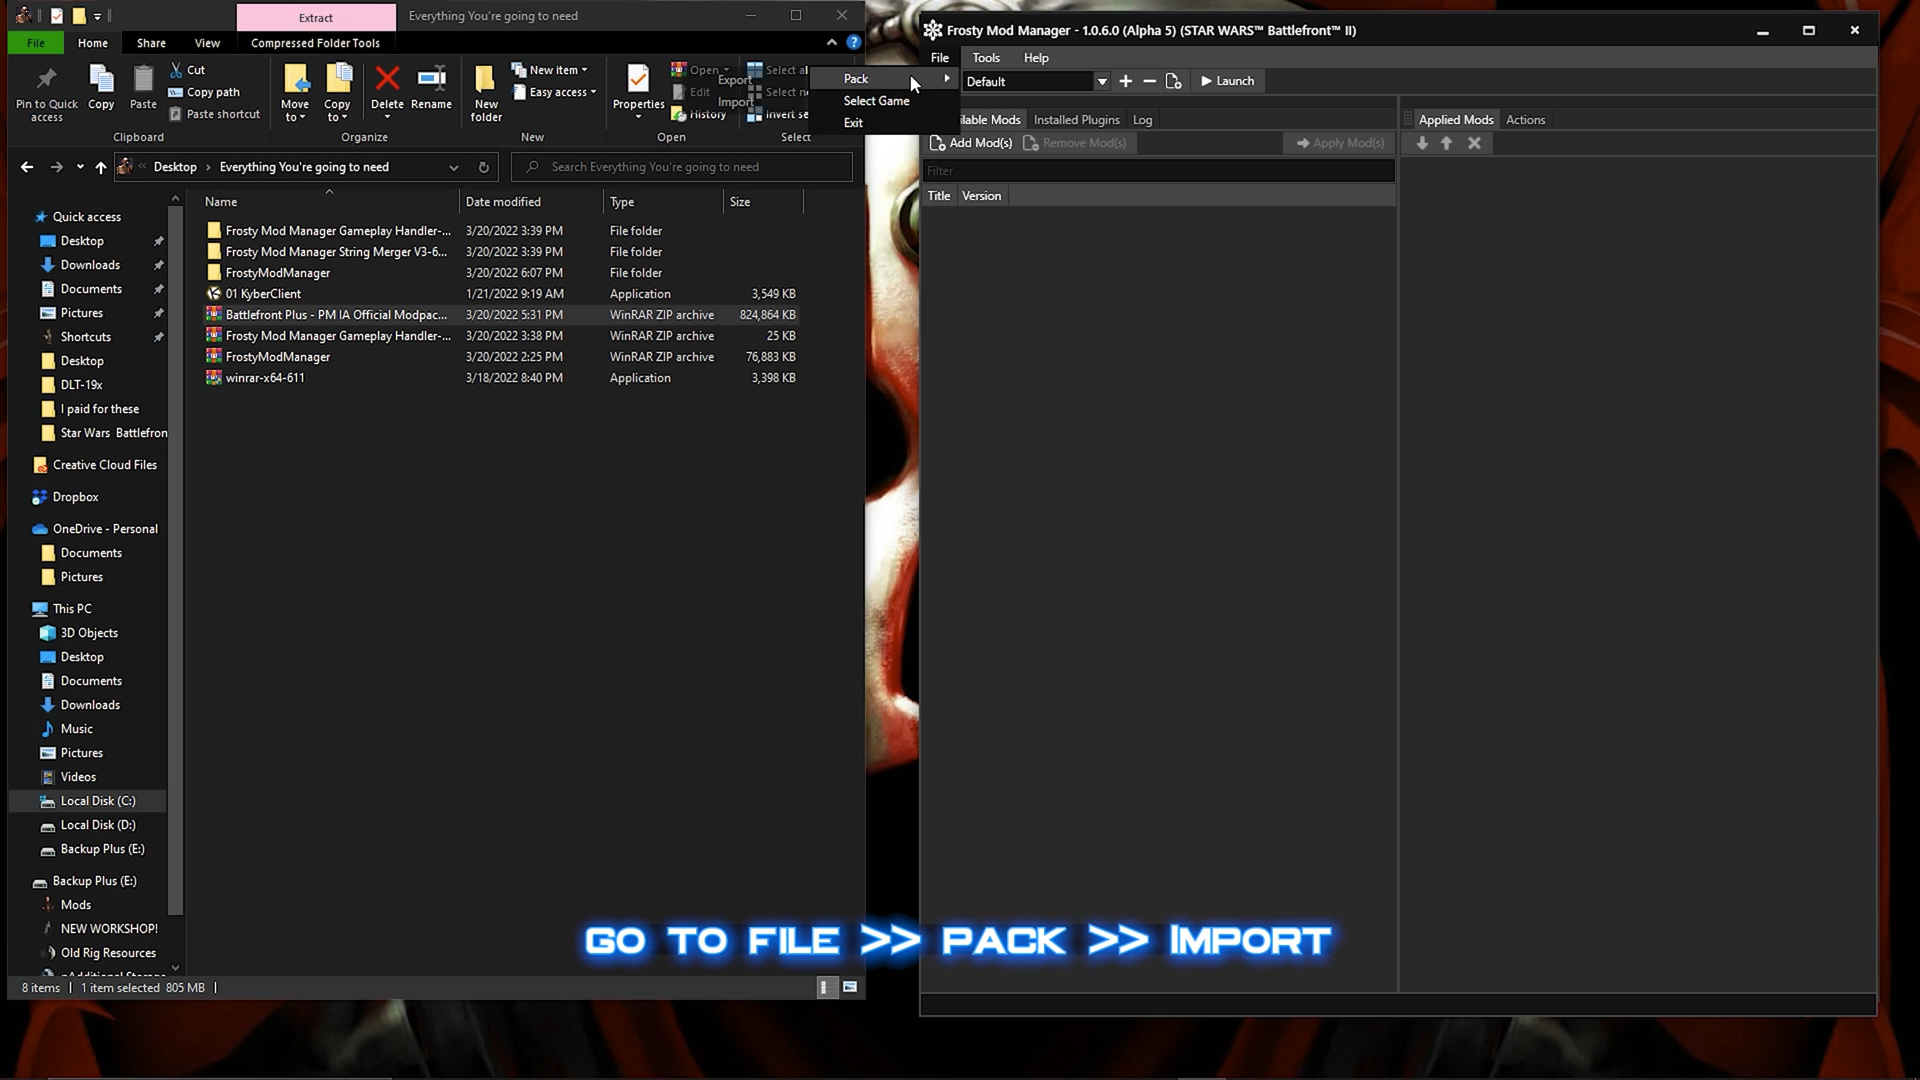 Extract
Everything You're going to need
File
Home
Share
View
Compressed Folder Tools
Pin to Quick access
Copy
Paste
Cut
Copy path
Paste shortcut
Clipboard
Move to
Copy to
Delete
Rename
Organize
New folder
New item
Easy access
New
Properties
Open
Edit
History
Open
Select al
Select n
Invert se
Select
Export
Import
Desktop
Everything You're going to need
Search Everything You're going to need
Name
Date modified
Type
Size
Frosty Mod Manager Gameplay Handler-... 3/20/2022 3:39 PM File folder
Frosty Mod Manager String Merger V3-6... 3/20/2022 3:39 PM File folder
FrostyModManager 3/20/2022 6:07 PM File folder
01 KyberClient 1/21/2022 9:19 AM Application 3,549 KB
Battlefront Plus - PM IA Official Modpac... 3/20/2022 5:31 PM WinRAR ZIP archive 824,864 KB
Frosty Mod Manager Gameplay Handler-... 3/20/2022 3:38 PM WinRAR ZIP archive 25 KB
FrostyModManager 3/20/2022 2:25 PM WinRAR ZIP archive 76,883 KB
winrar-x64-611 3/18/2022 8:40 PM Application 3,398 KB
Quick access
Desktop
Downloads
Documents
Pictures
Shortcuts
Desktop
DLT-19x
I paid for these
Star Wars Battlefron
Creative Cloud Files
Dropbox
OneDrive - Personal
Documents
Pictures
This PC
3D Objects
Desktop
Documents
Downloads
Music
Pictures
Videos
Local Disk (C:)
Local Disk (D:)
Backup Plus (E:)
Backup Plus (E:)
Mods
NEW WORKSHOP!
Old Rig Resources
8 items
1 item selected 805 MB
Frosty Mod Manager - 1.0.6.0 (Alpha 5) (STAR WARS™ Battlefront™ II)
File
Tools
Help
Pack
Select Game
Exit
Default
Launch
ilable Mods
Installed Plugins
Log
Add Mod(s)
Remove Mod(s)
Apply Mod(s)
Filter
Title
Version
Applied Mods
Actions
GO TO FILE >> PACK >> IMPORT